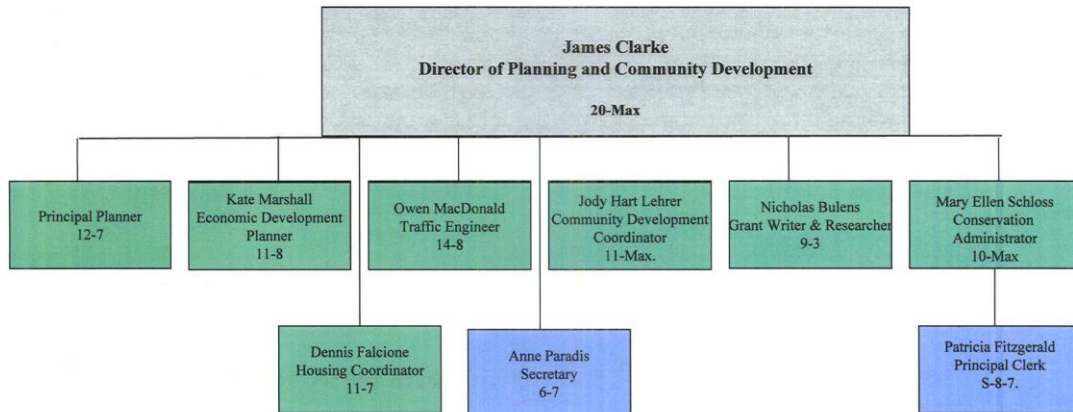 James Clarke
Director of Planning and Community Development
20-Max
Principal Planner
12-7
Kate Marshall
Economic Development
Planner
11-8
Owen MacDonald
Traffic Engineer
14-8
Jody Hart Lehrer
Community Development
Coordinator
11-Max.
Nicholas Bulens
Grant Writer & Researcher
9-3
Mary Ellen Schloss
Conservation
Administrator
10-Max
Dennis Falcione
Housing Coordinator
11-7
Anne Paradis
Secretary
6-7
Patricia Fitzgerald
Principal Clerk
S-8-7.